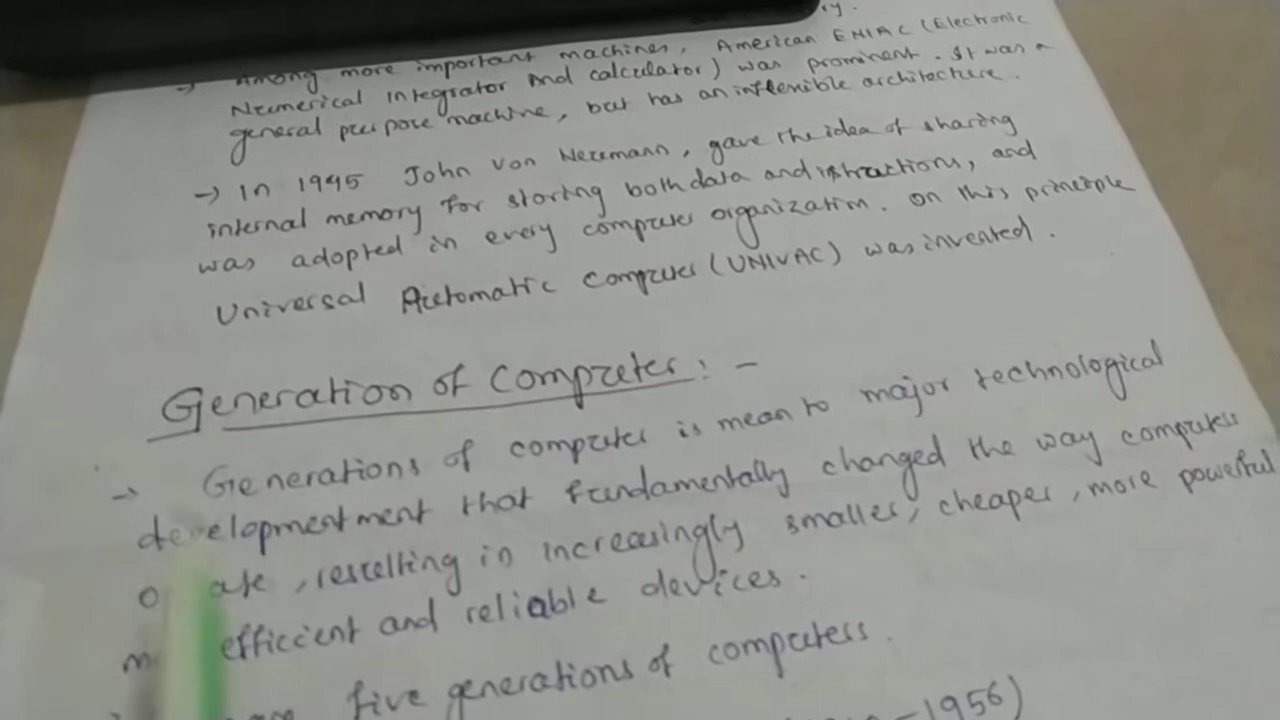 ry.
→ Among more important machines, American ENIAC (Electronic
Numerical Integrator And calculator) was prominent. It was a
general purpose machine, but has an inflexible architecture.
→ In 1945 John Von Neumann, gave the idea of sharing
internal memory for storing both data and instractions, and
was adopted in every computer organization. On this principle
Universal Automatic Computer (UNIVAC) was invented.
Generation of Computer: -
→ Generations of computer is mean to major technological
developmentment that fundamentally changed the way computer
ate, resulting in increasingly smaller, cheaper, more powerful
efficient and reliable devices.
five generations of computers.
-1956)